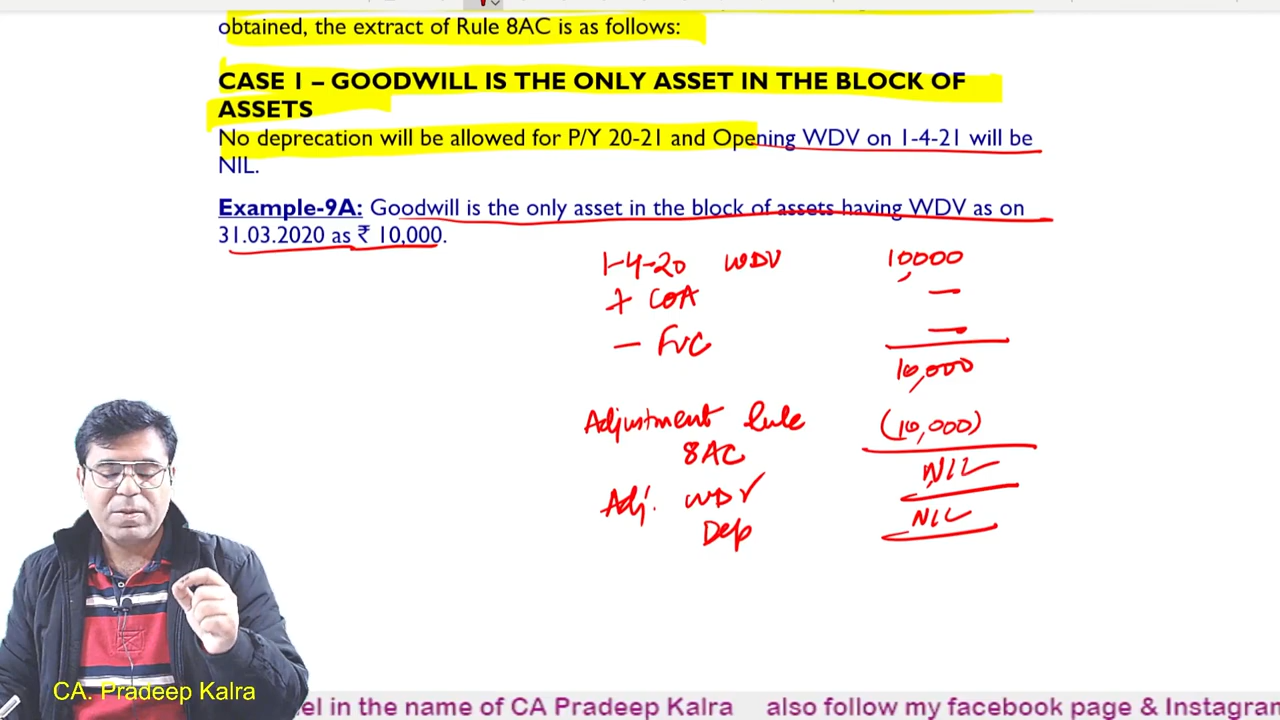 obtained, the extract of Rule 8AC is as follows:
CASE 1 – GOODWILL IS THE ONLY ASSET IN THE BLOCK OF
ASSETS
No deprecation will be allowed for P/Y 20-21 and Opening WDV on 1-4-21 will be
NIL.
Example-9A: Goodwill is the only asset in the block of assets having WDV as on
31.03.2020 as ₹ 10,000.
1-4-20 WDV 10000
+ COA —
— FVC —
10,000
Adjustment Rule (10,000)
8AC
NIL
Adj. WDV
Dep NIL
CA. Pradeep Kalra
el in the name of CA Pradeep Kalra also follow my facebook page & Instagran